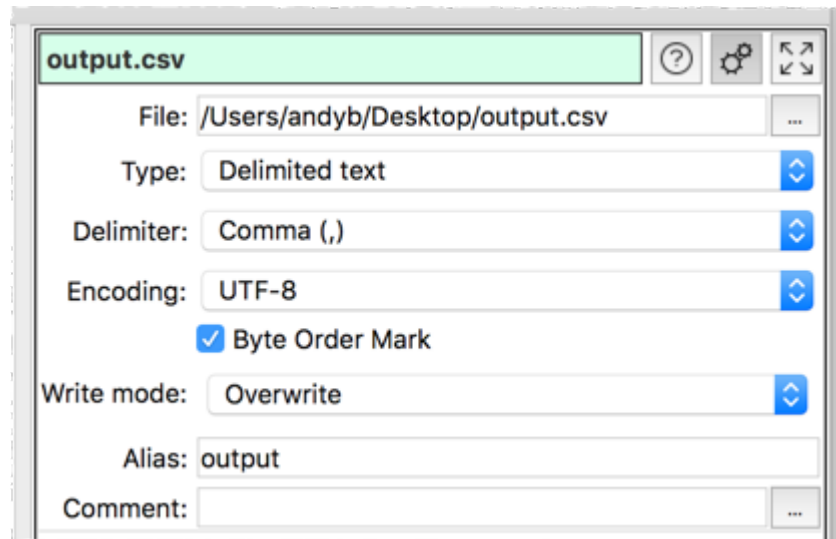 output.csv
File: /Users/andyb/Desktop/output.csv ...
Type: Delimited text
Delimiter: Comma (,)
Encoding: UTF-8
Byte Order Mark
Write mode: Overwrite
Alias: output
Comment: ...